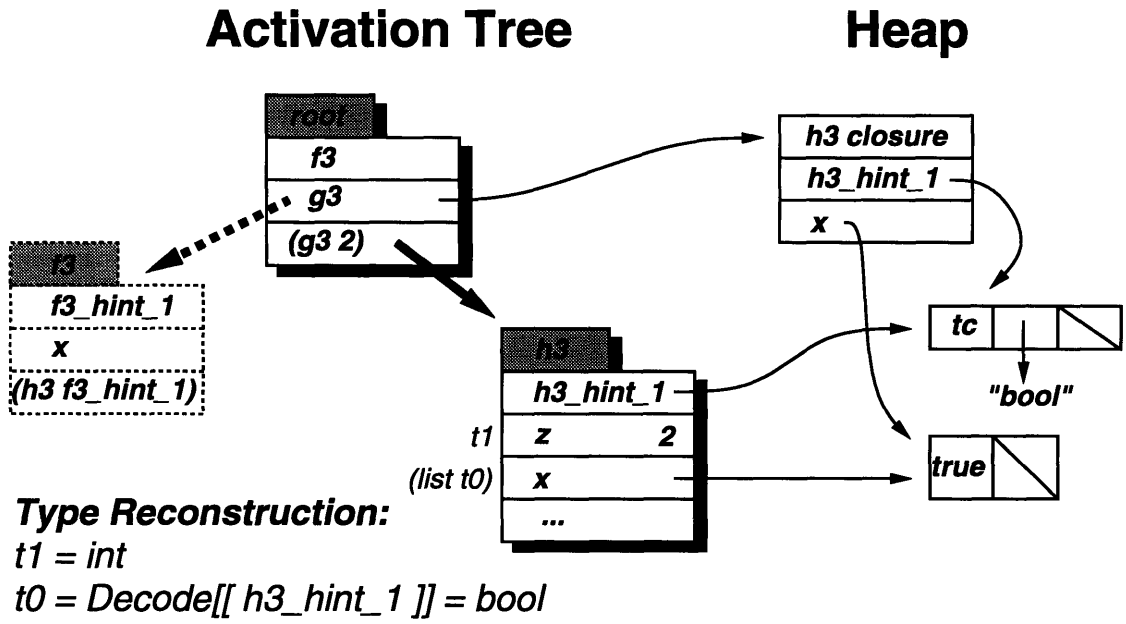 Activation Tree
Heap
root
f3
g3
(g3 2)
h3 closure
h3_hint_1
x
f3
f3_hint_1
x
(h3 f3_hint_1)
tc
"bool"
h3
h3_hint_1
t1 z 2
(list t0) x
...
true
Type Reconstruction:
t1 = int
t0 = Decode[[ h3_hint_1 ]] = bool